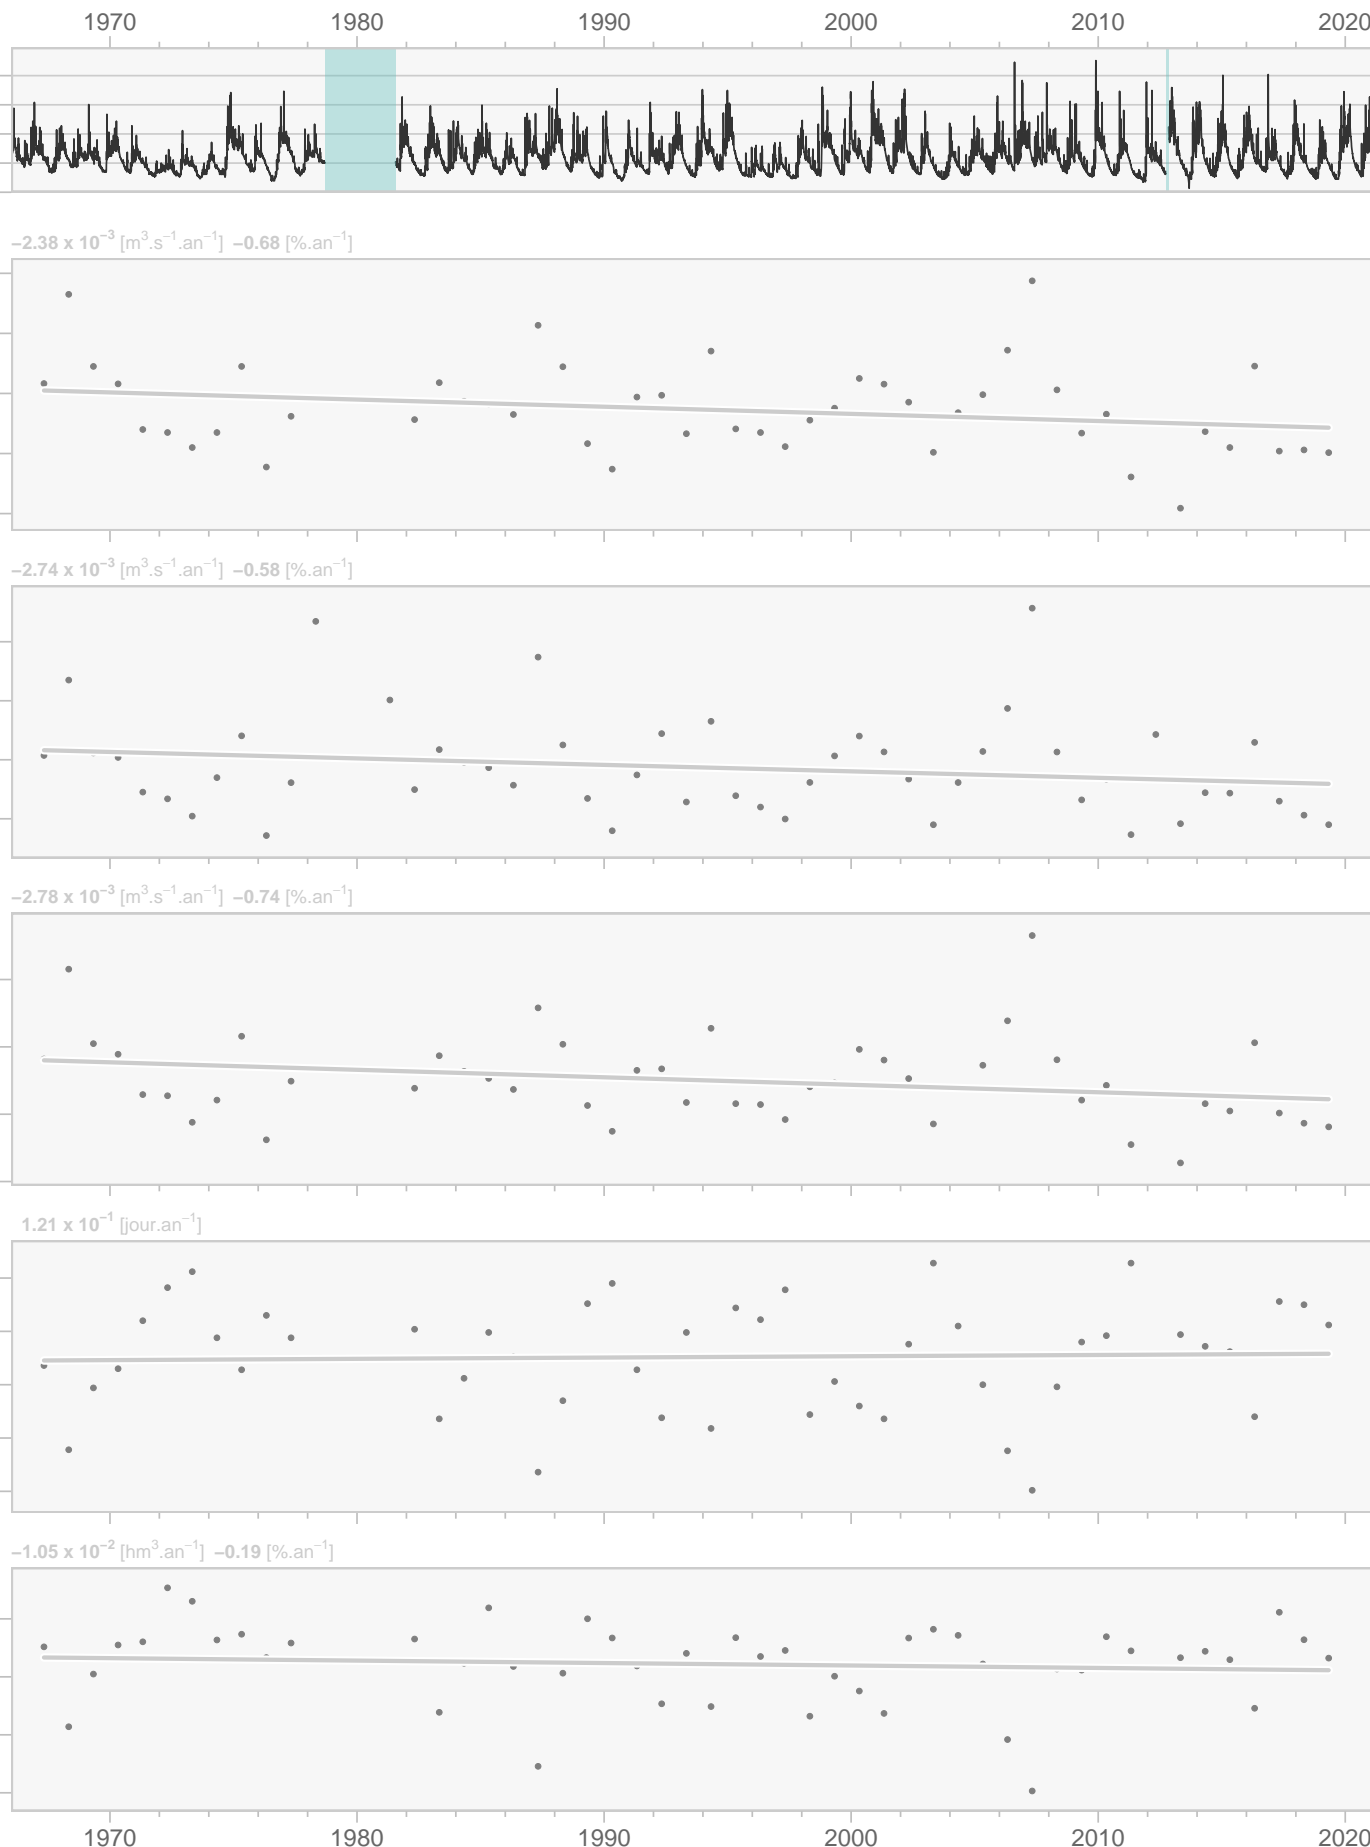 1970 1980 1990 2000 2010 2020
−2.38 x 10⁻³ [m³.s⁻¹.an⁻¹] −0.68 [%.an⁻¹]
−2.74 x 10⁻³ [m³.s⁻¹.an⁻¹] −0.58 [%.an⁻¹]
−2.78 x 10⁻³ [m³.s⁻¹.an⁻¹] −0.74 [%.an⁻¹]
1.21 x 10⁻¹ [jour.an⁻¹]
−1.05 x 10⁻² [hm³.an⁻¹] −0.19 [%.an⁻¹]
1970 1980 1990 2000 2010 2020